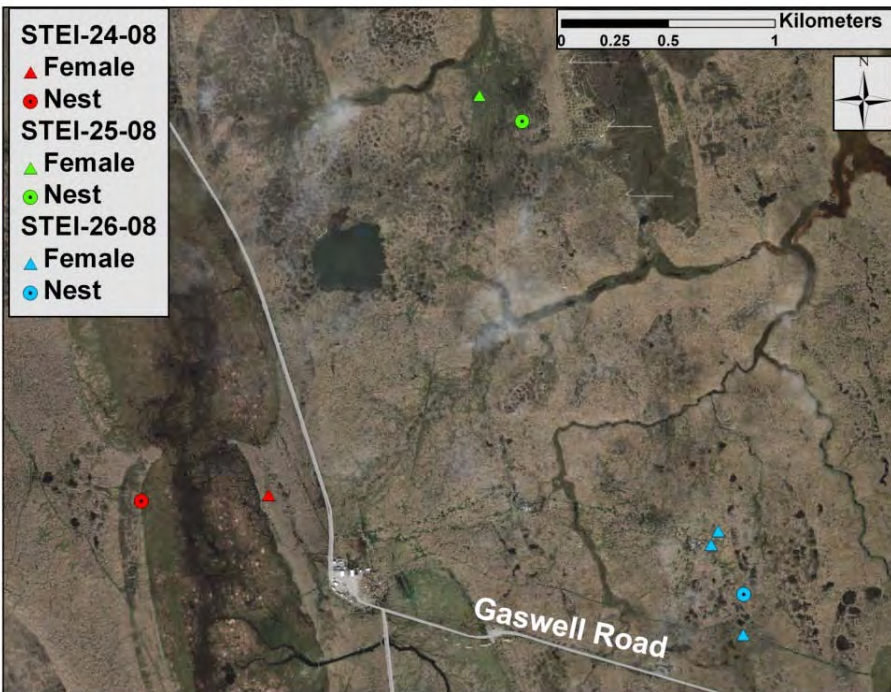 STEI-24-08
Female
Nest
STEI-25-08
Female
Nest
STEI-26-08
Female
Nest
Kilometers
0 0.25 0.5 1
N
Gaswell Road